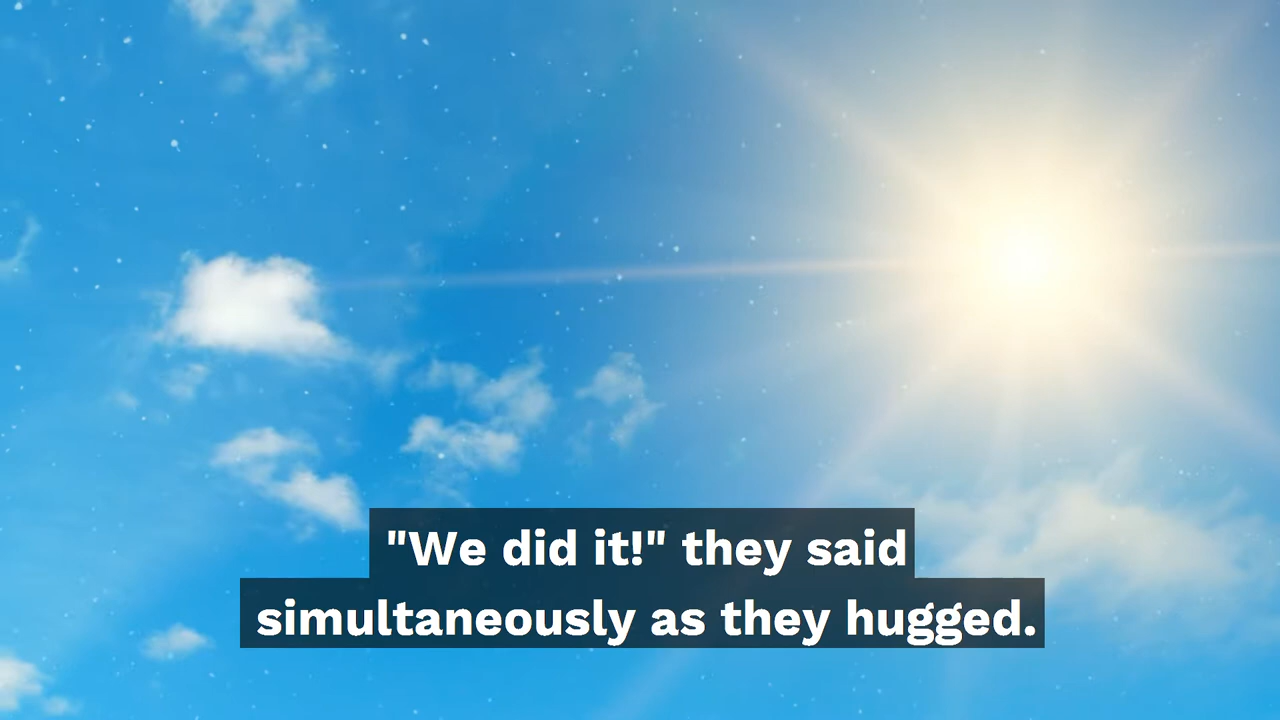 "We did it!" they said
simultaneously as they hugged.